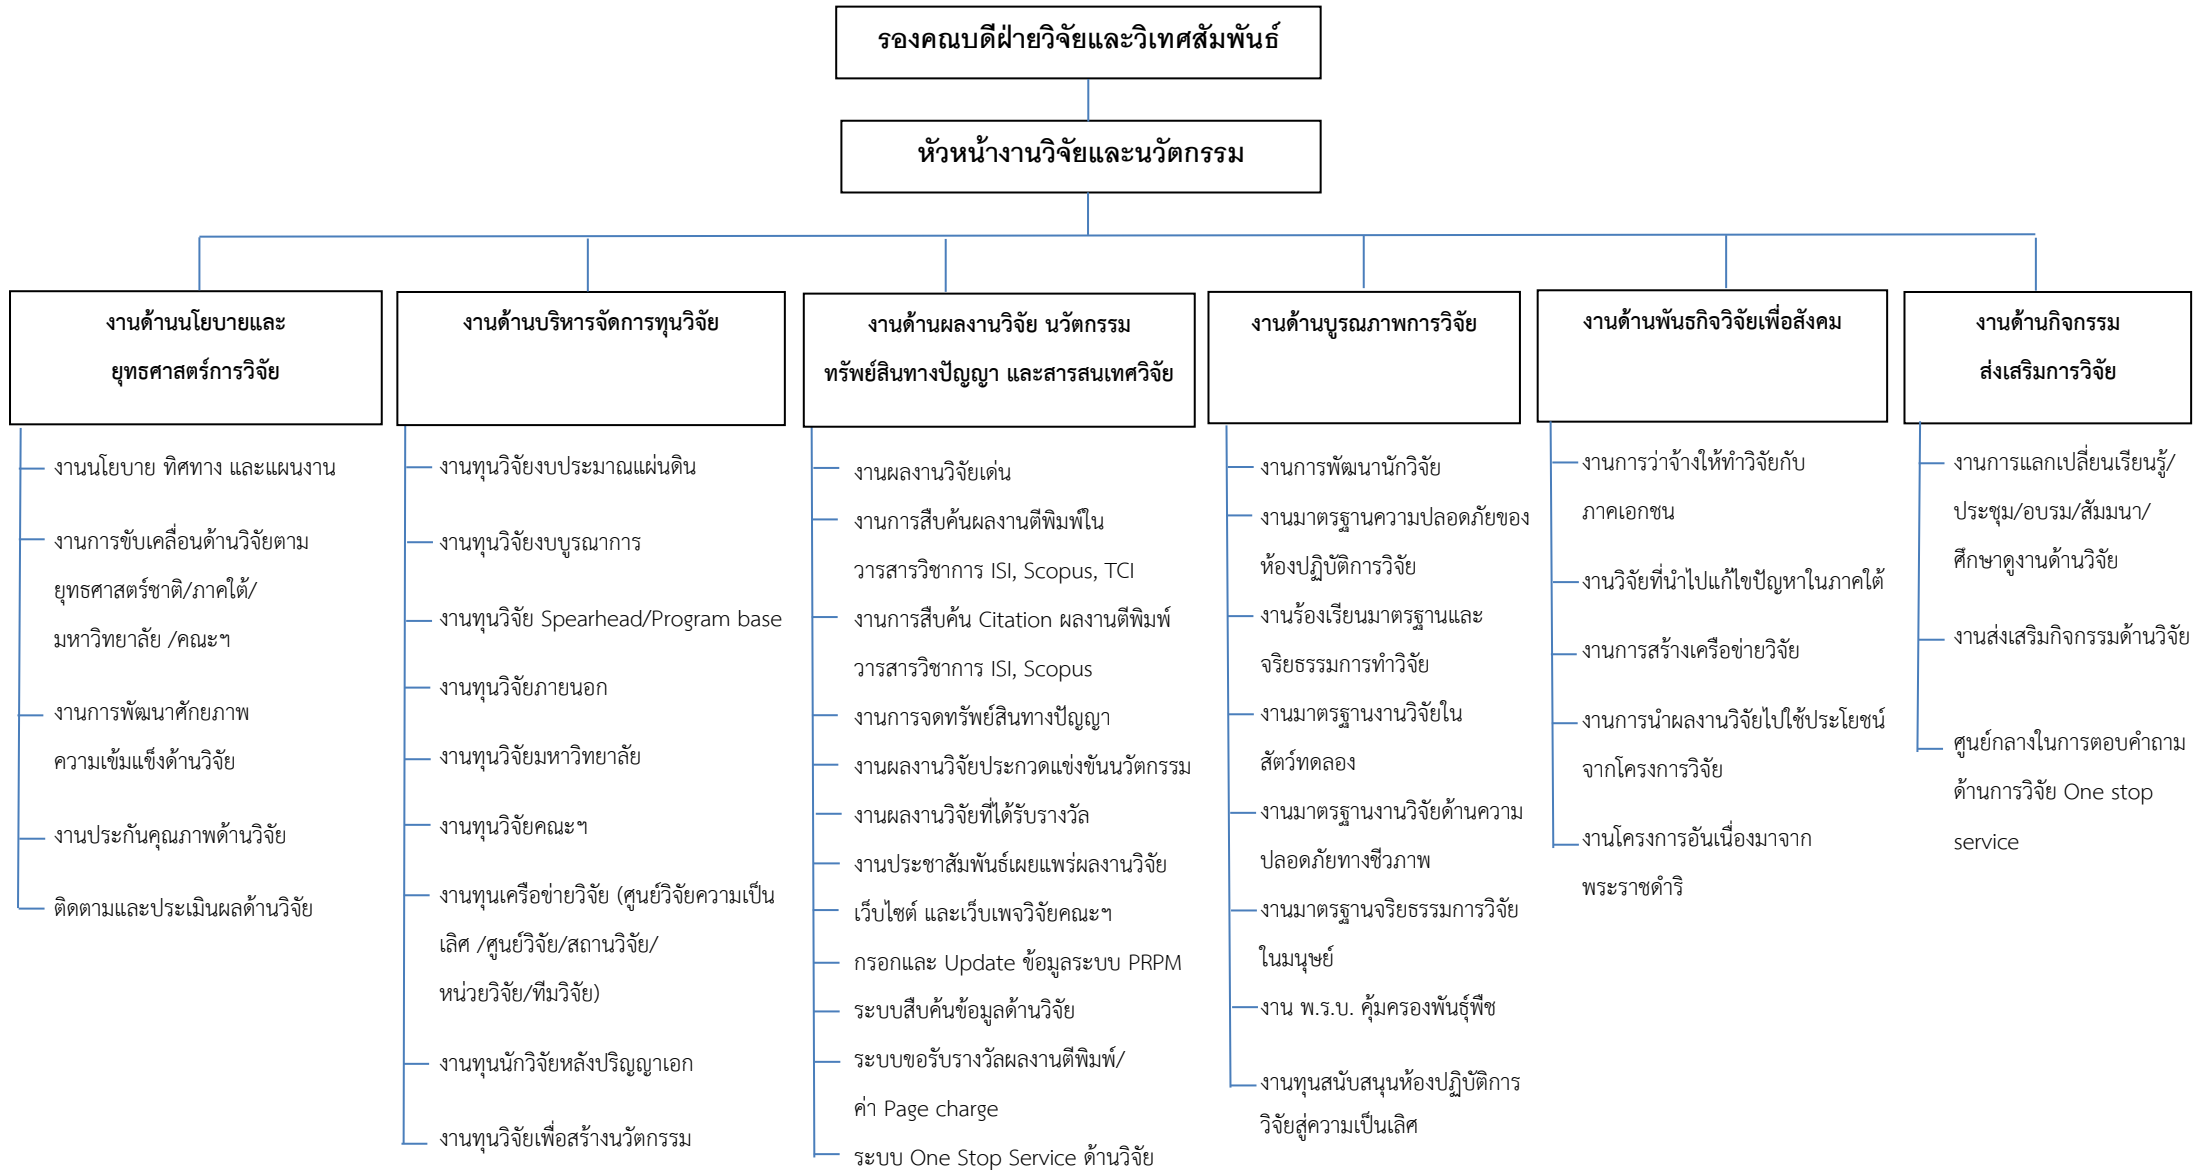 รองคณบดีฝ่ายวิจัยและวิเทศสัมพันธ์
หัวหน้างานวิจัยและนวัตกรรม
งานด้านนโยบายและ
ยุทธศาสตร์การวิจัย
งานนโยบาย ทิศทาง และแผนงาน
งานการขับเคลื่อนด้านวิจัยตาม
ยุทธศาสตร์ชาติ/ภาคใต้/
มหาวิทยาลัย /คณะฯ
งานการพัฒนาศักยภาพ
ความเข้มแข็งด้านวิจัย
งานประกันคุณภาพด้านวิจัย
ติดตามและประเมินผลด้านวิจัย
งานด้านบริหารจัดการทุนวิจัย
งานทุนวิจัยงบประมาณแผ่นดิน
งานทุนวิจัยงบบูรณาการ
งานทุนวิจัย Spearhead/Program base
งานทุนวิจัยภายนอก
งานทุนวิจัยมหาวิทยาลัย
งานทุนวิจัยคณะฯ
งานทุนเครือข่ายวิจัย (ศูนย์วิจัยความเป็น
เลิศ /ศูนย์วิจัย/สถานวิจัย/
หน่วยวิจัย/ทีมวิจัย)
งานทุนนักวิจัยหลังปริญญาเอก
งานทุนวิจัยเพื่อสร้างนวัตกรรม
งานด้านผลงานวิจัย นวัตกรรม
ทรัพย์สินทางปัญญา และสารสนเทศวิจัย
งานผลงานวิจัยเด่น
งานการสืบค้นผลงานตีพิมพ์ใน
วารสารวิชาการ ISI, Scopus, TCI
งานการสืบค้น Citation ผลงานตีพิมพ์
วารสารวิชาการ ISI, Scopus
งานการจดทรัพย์สินทางปัญญา
งานผลงานวิจัยประกวดแข่งขันนวัตกรรม
งานผลงานวิจัยที่ได้รับรางวัล
งานประชาสัมพันธ์เผยแพร่ผลงานวิจัย
เว็บไซต์ และเว็บเพจวิจัยคณะฯ
กรอกและ Update ข้อมูลระบบ PRPM
ระบบสืบค้นข้อมูลด้านวิจัย
ระบบขอรับรางวัลผลงานตีพิมพ์/
ค่า Page charge
ระบบ One Stop Service ด้านวิจัย
งานด้านบูรณภาพการวิจัย
งานการพัฒนานักวิจัย
งานมาตรฐานความปลอดภัยของ
ห้องปฏิบัติการวิจัย
งานร้องเรียนมาตรฐานและ
จริยธรรมการทำวิจัย
งานมาตรฐานงานวิจัยใน
สัตว์ทดลอง
งานมาตรฐานงานวิจัยด้านความ
ปลอดภัยทางชีวภาพ
งานมาตรฐานจริยธรรมการวิจัย
ในมนุษย์
งาน พ.ร.บ. คุ้มครองพันธุ์พืช
งานทุนสนับสนุนห้องปฏิบัติการ
วิจัยสู่ความเป็นเลิศ
งานด้านพันธกิจวิจัยเพื่อสังคม
งานการว่าจ้างให้ทำวิจัยกับ
ภาคเอกชน
งานวิจัยที่นำไปแก้ไขปัญหาในภาคใต้
งานการสร้างเครือข่ายวิจัย
งานการนำผลงานวิจัยไปใช้ประโยชน์
จากโครงการวิจัย
งานโครงการอันเนื่องมาจาก
พระราชดำริ
งานด้านกิจกรรม
ส่งเสริมการวิจัย
งานการแลกเปลี่ยนเรียนรู้/
ประชุม/อบรม/สัมมนา/
ศึกษาดูงานด้านวิจัย
งานส่งเสริมกิจกรรมด้านวิจัย
ศูนย์กลางในการตอบคำถาม
ด้านการวิจัย One stop
service